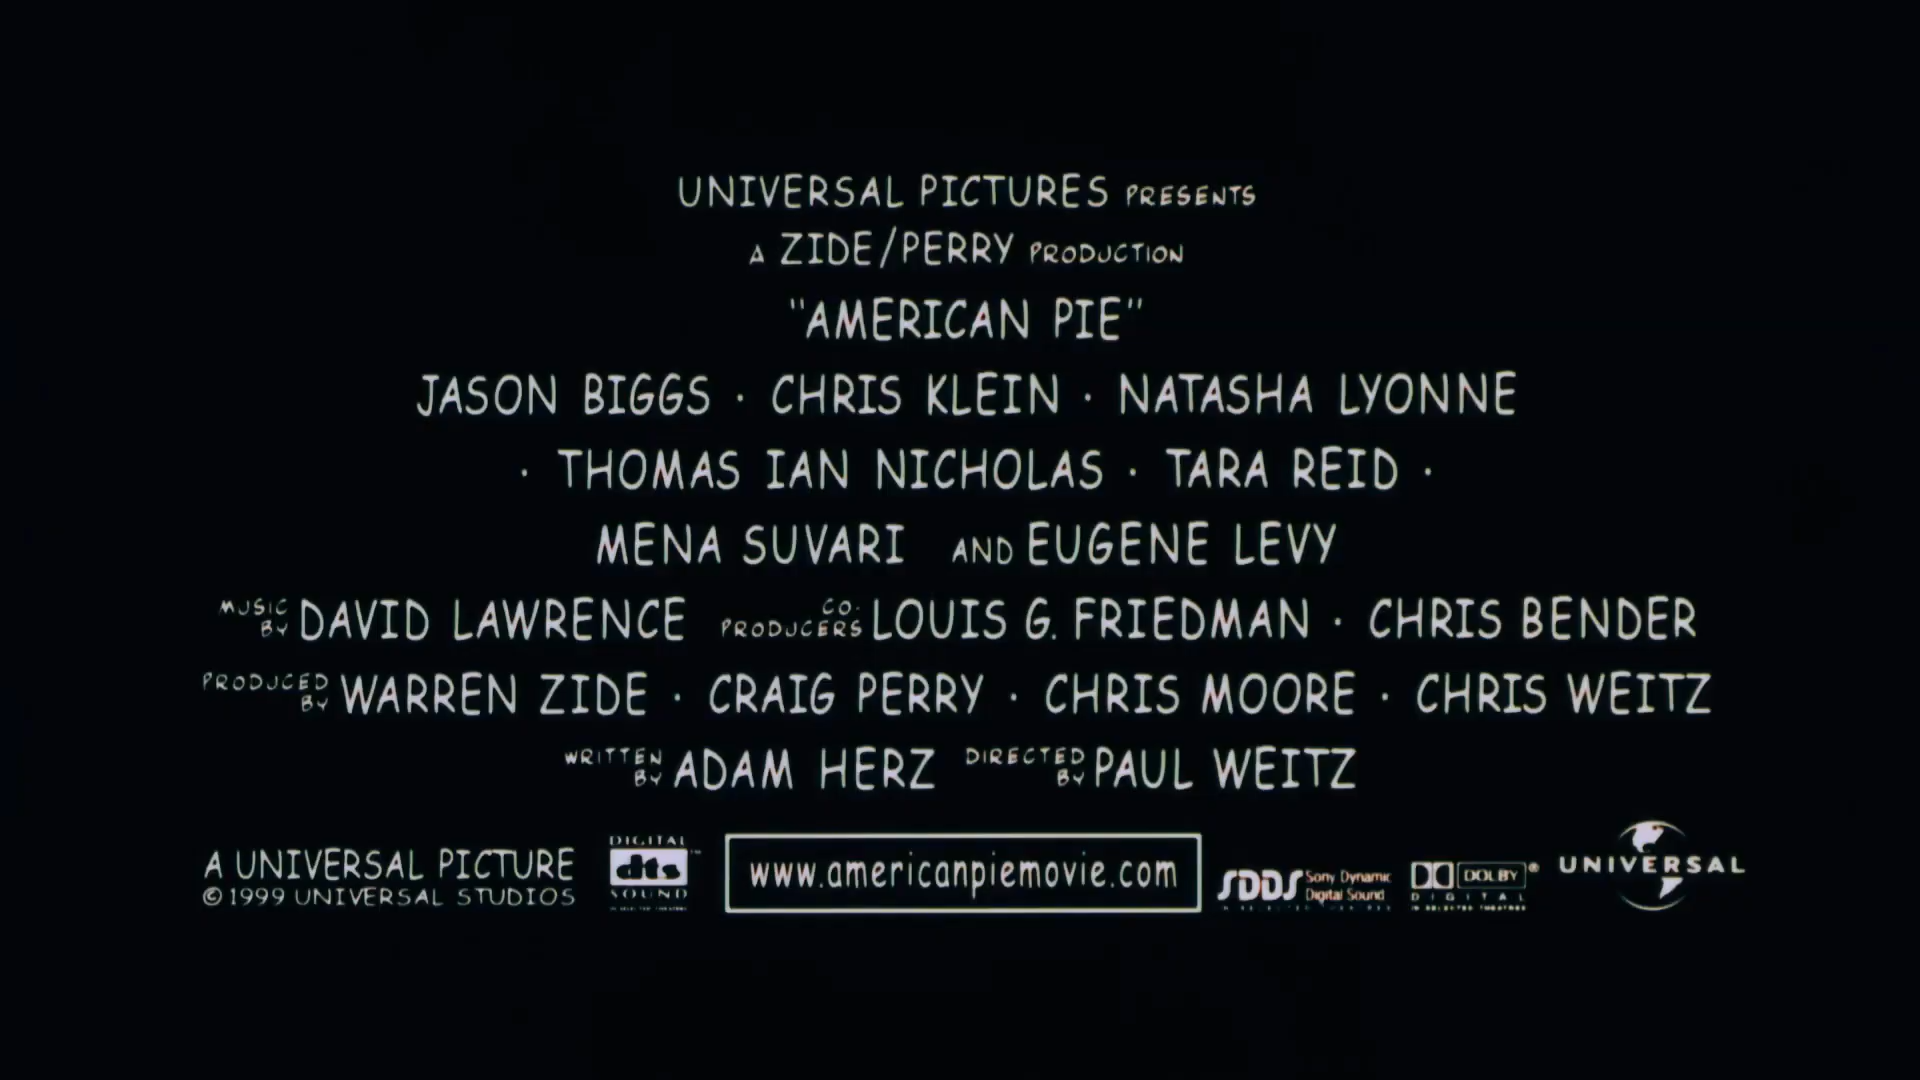 UNIVERSAL PICTURES PRESENTS
A ZIDE/PERRY PRODUCTION
"AMERICAN PIE"
JASON BIGGS · CHRIS KLEIN · NATASHA LYONNE
· THOMAS IAN NICHOLAS · TARA REID ·
MENA SUVARI AND EUGENE LEVY
MUSIC BY DAVID LAWRENCE CO-PRODUCERS LOUIS G. FRIEDMAN · CHRIS BENDER
PRODUCED BY WARREN ZIDE · CRAIG PERRY · CHRIS MOORE · CHRIS WEITZ
WRITTEN BY ADAM HERZ DIRECTED BY PAUL WEITZ
A UNIVERSAL PICTURE
© 1999 UNIVERSAL STUDIOS
DIGITAL
dts ™
SOUND
www.americanpiemovie.com
SDDS Sony Dynamic
Digital Sound
DOLBY ®
DIGITAL
UNIVERSAL